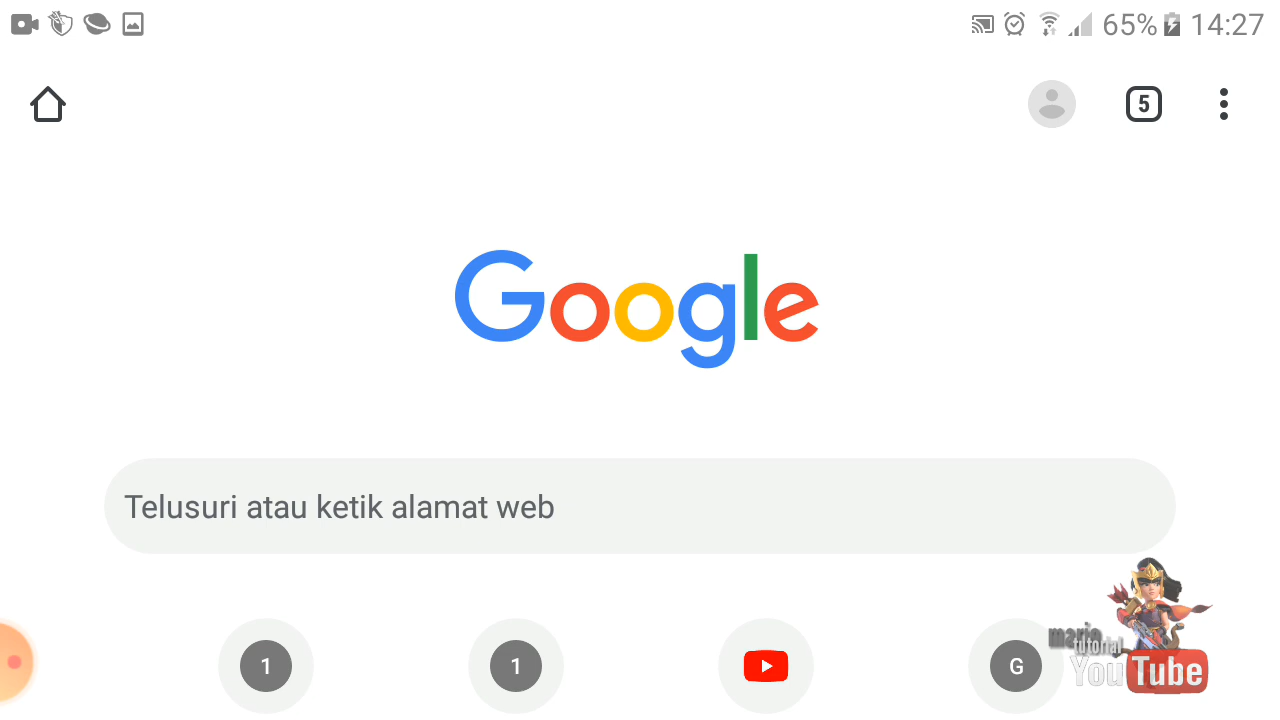 65% 14:27
5
Google
Telusuri atau ketik alamat web
1 1 G
mario
tutorial
YouTube